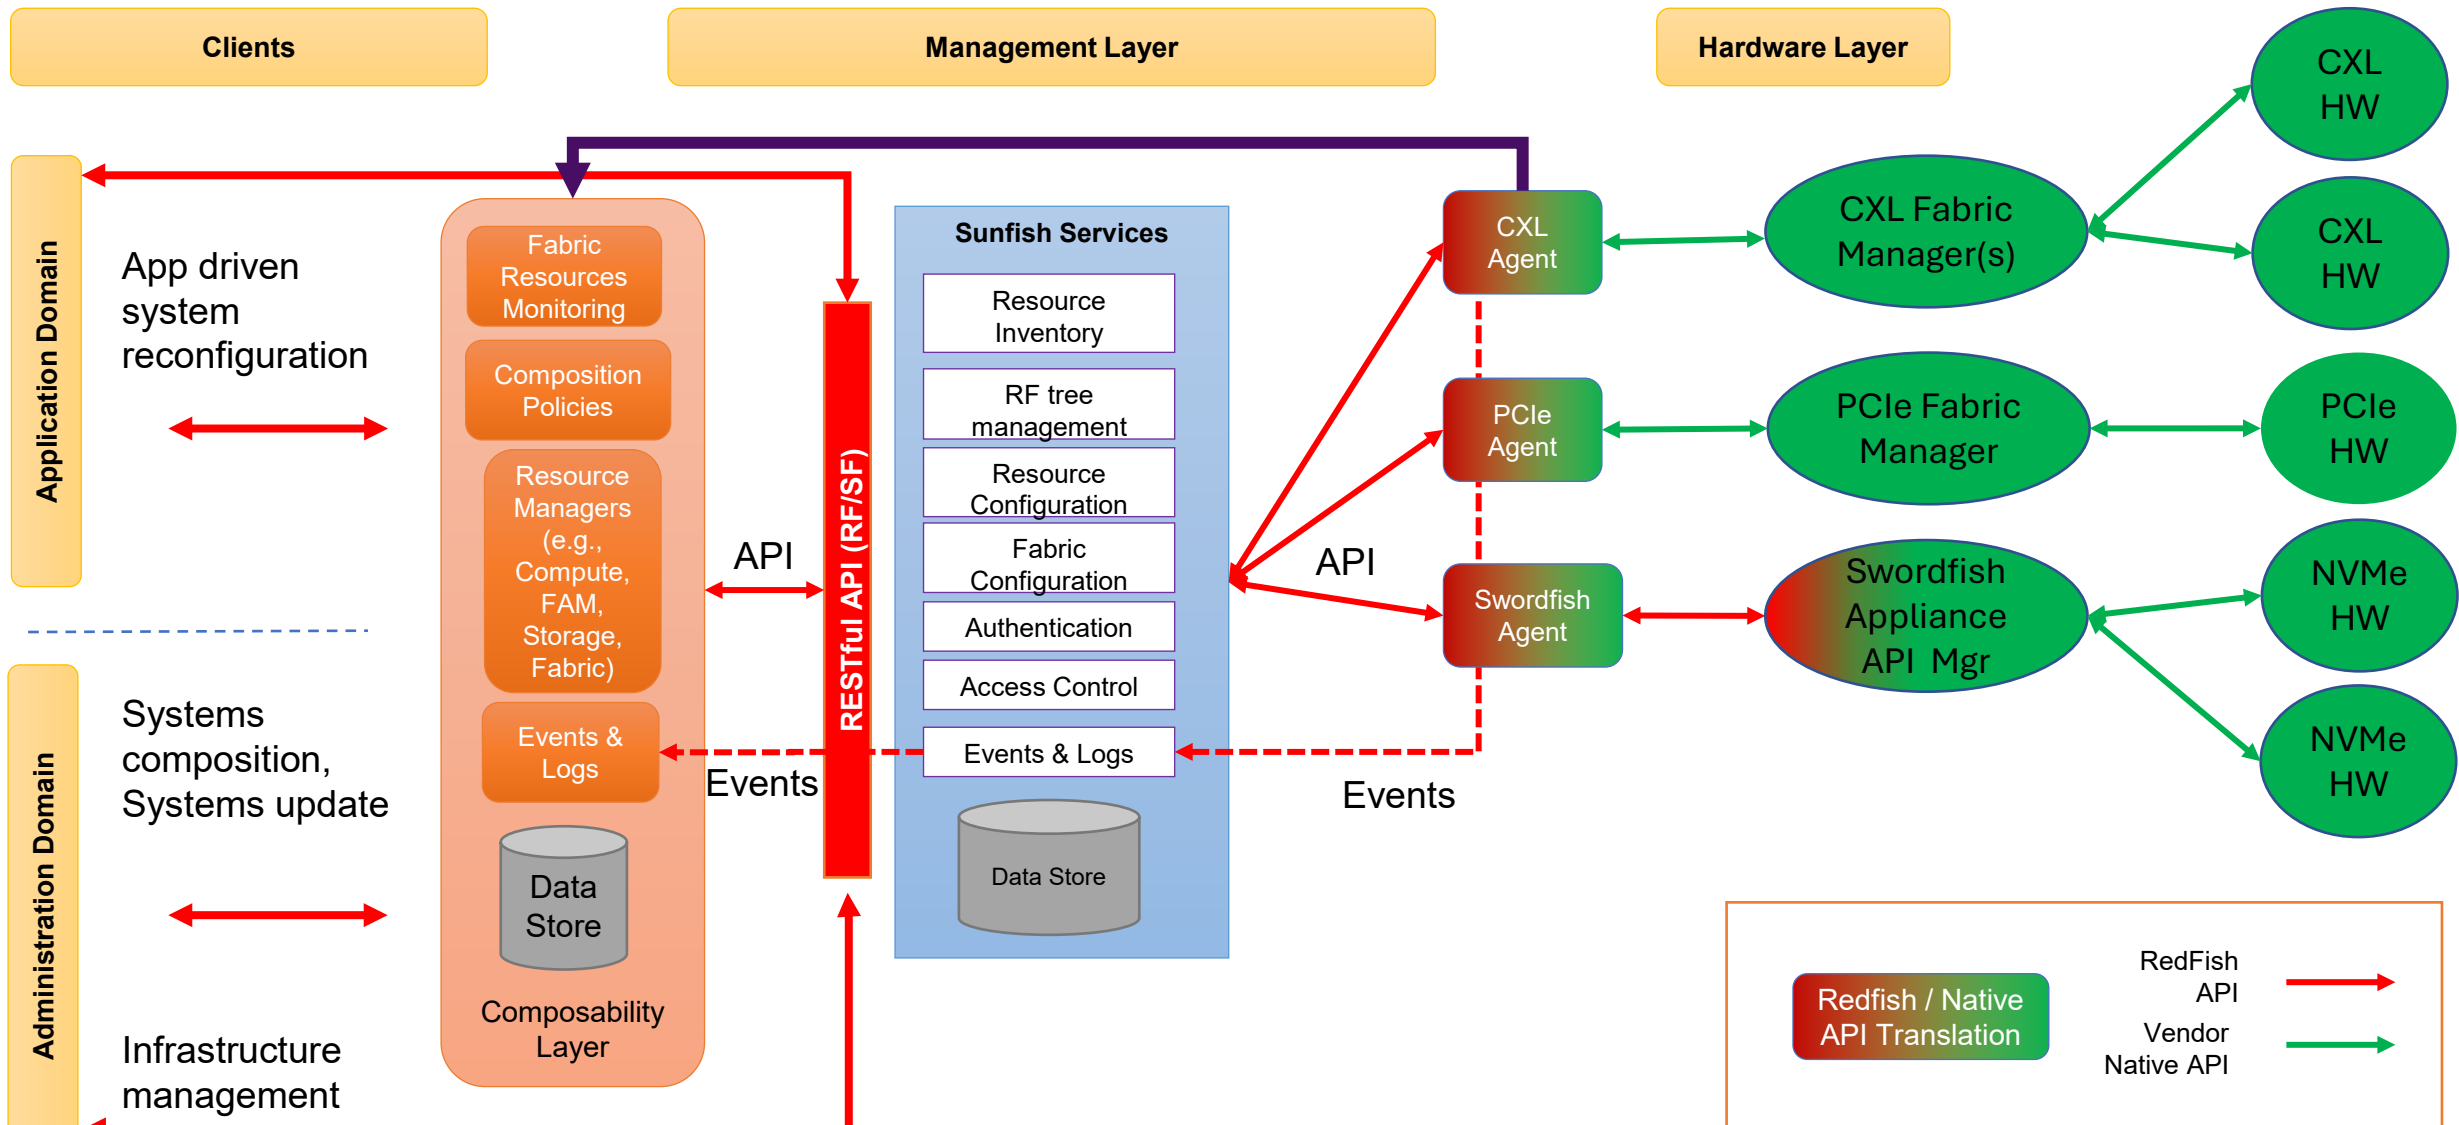 Clients
Management Layer
Hardware Layer
Application Domain
App driven
system
reconfiguration
Administration Domain
Systems
composition,
Systems update
Infrastructure
management
Fabric
Resources
Monitoring
Composition
Policies
Resource
Managers
(e.g.,
Compute,
FAM,
Storage,
Fabric)
Events &
Logs
Data
Store
Composability
Layer
API
Events
RESTful API (RF/SF)
Sunfish Services
Resource
Inventory
RF tree
management
Resource
Configuration
Fabric
Configuration
Authentication
Access Control
Events & Logs
Data Store
API
Events
CXL
Agent
PCIe
Agent
Swordfish
Agent
CXL Fabric
Manager(s)
PCIe Fabric
Manager
Swordfish
Appliance
API Mgr
CXL
HW
CXL
HW
PCIe
HW
NVMe
HW
NVMe
HW
Redfish / Native
API Translation
RedFish
API
Vendor
Native API